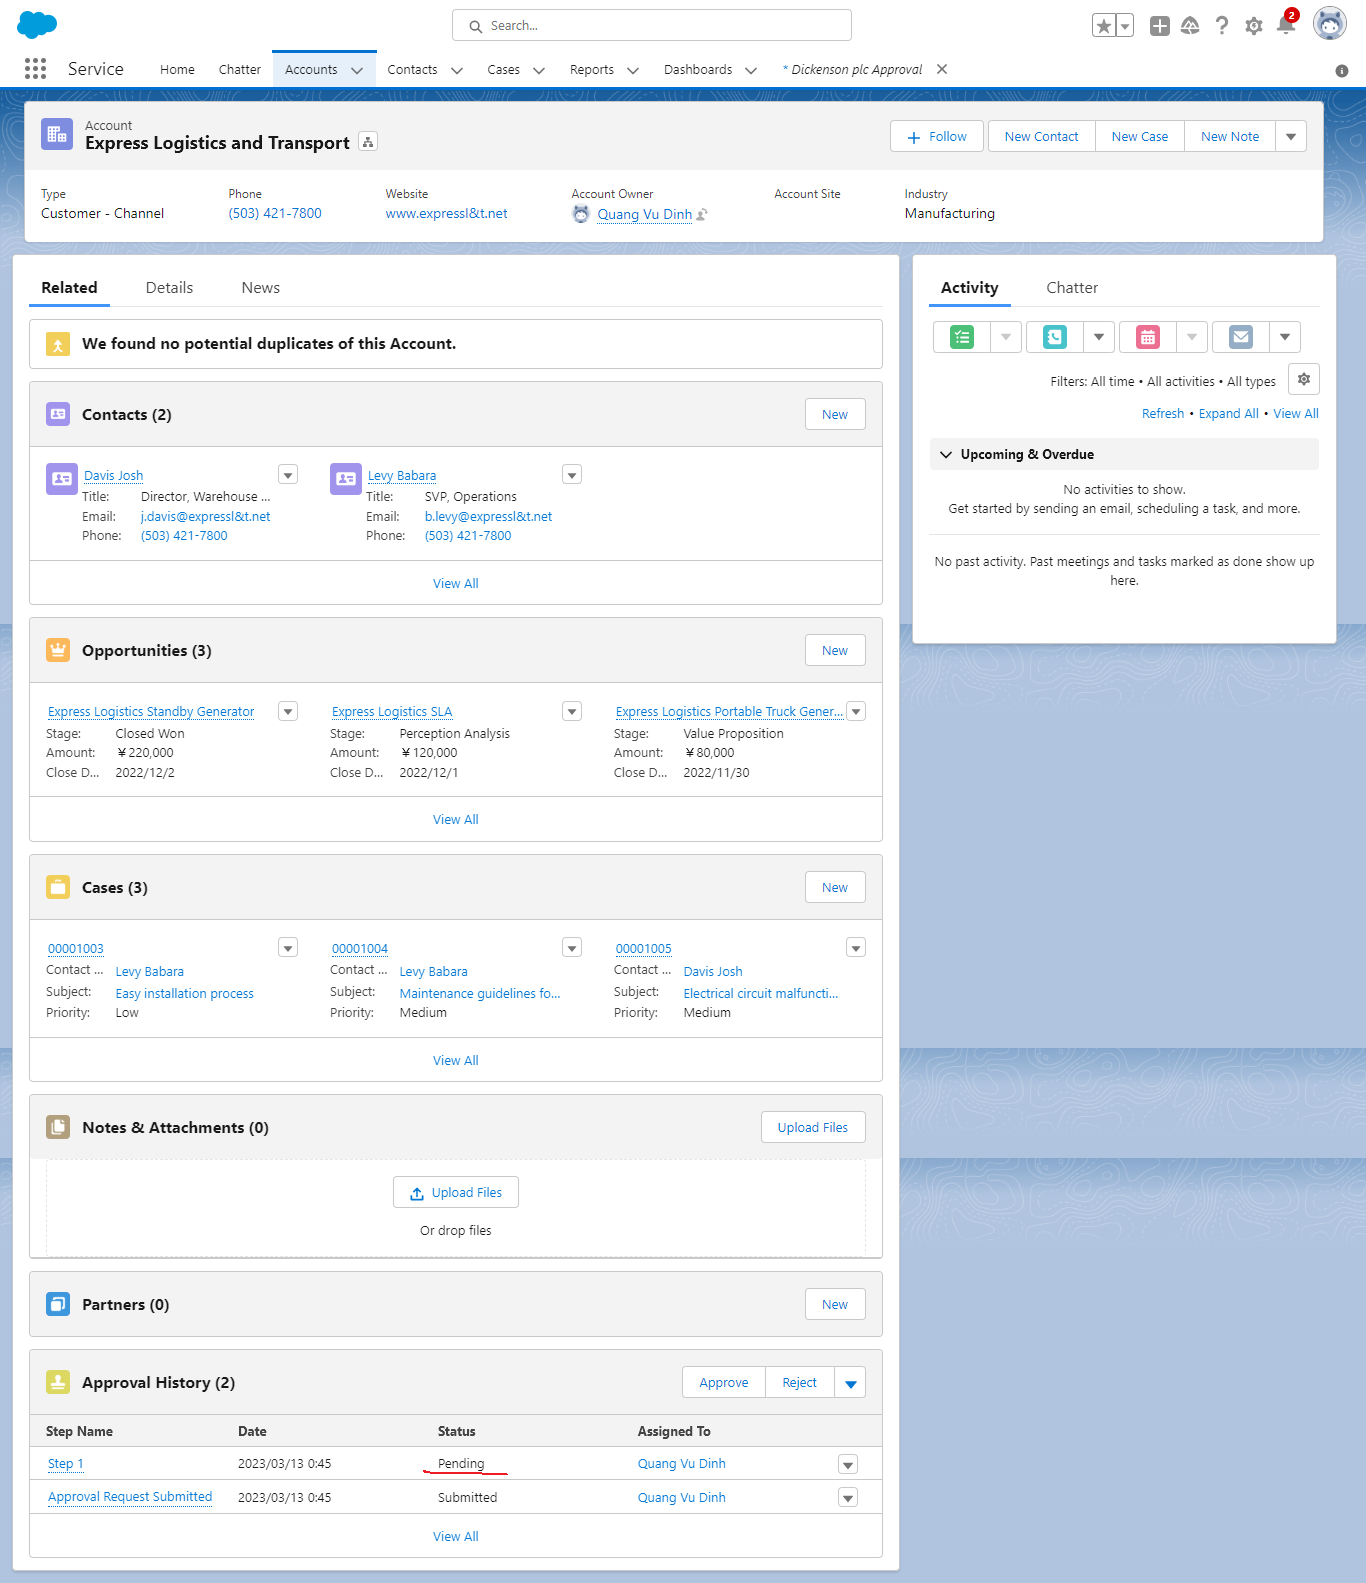 Search...
2
Service
Home
Chatter
Accounts
Contacts
Cases
Reports
Dashboards
* Dickenson plc Approval
Account
Express Logistics and Transport
Follow
New Contact
New Case
New Note
Type
Customer - Channel
Phone
(503) 421-7800
Website
www.expressl&t.net
Account Owner
Quang Vu Dinh
Account Site
Industry
Manufacturing
Related
Details
News
We found no potential duplicates of this Account.
Contacts (2)
New
Davis Josh
Title: Director, Warehouse ...
Email: j.davis@expressl&t.net
Phone: (503) 421-7800
Levy Babara
Title: SVP, Operations
Email: b.levy@expressl&t.net
Phone: (503) 421-7800
View All
Opportunities (3)
New
Express Logistics Standby Generator
Stage: Closed Won
Amount: ￥220,000
Close D... 2022/12/2
Express Logistics SLA
Stage: Perception Analysis
Amount: ￥120,000
Close D... 2022/12/1
Express Logistics Portable Truck Gener...
Stage: Value Proposition
Amount: ￥80,000
Close D... 2022/11/30
View All
Cases (3)
New
00001003
Contact ... Levy Babara
Subject: Easy installation process
Priority: Low
00001004
Contact ... Levy Babara
Subject: Maintenance guidelines fo...
Priority: Medium
00001005
Contact ... Davis Josh
Subject: Electrical circuit malfuncti...
Priority: Medium
View All
Notes & Attachments (0)
Upload Files
Upload Files
Or drop files
Partners (0)
New
Approval History (2)
Approve
Reject
Step Name Date Status Assigned To
Step 1 2023/03/13 0:45 Pending Quang Vu Dinh
Approval Request Submitted 2023/03/13 0:45 Submitted Quang Vu Dinh
View All
Activity
Chatter
Filters: All time • All activities • All types
Refresh • Expand All • View All
Upcoming & Overdue
No activities to show.
Get started by sending an email, scheduling a task, and more.
No past activity. Past meetings and tasks marked as done show up
here.